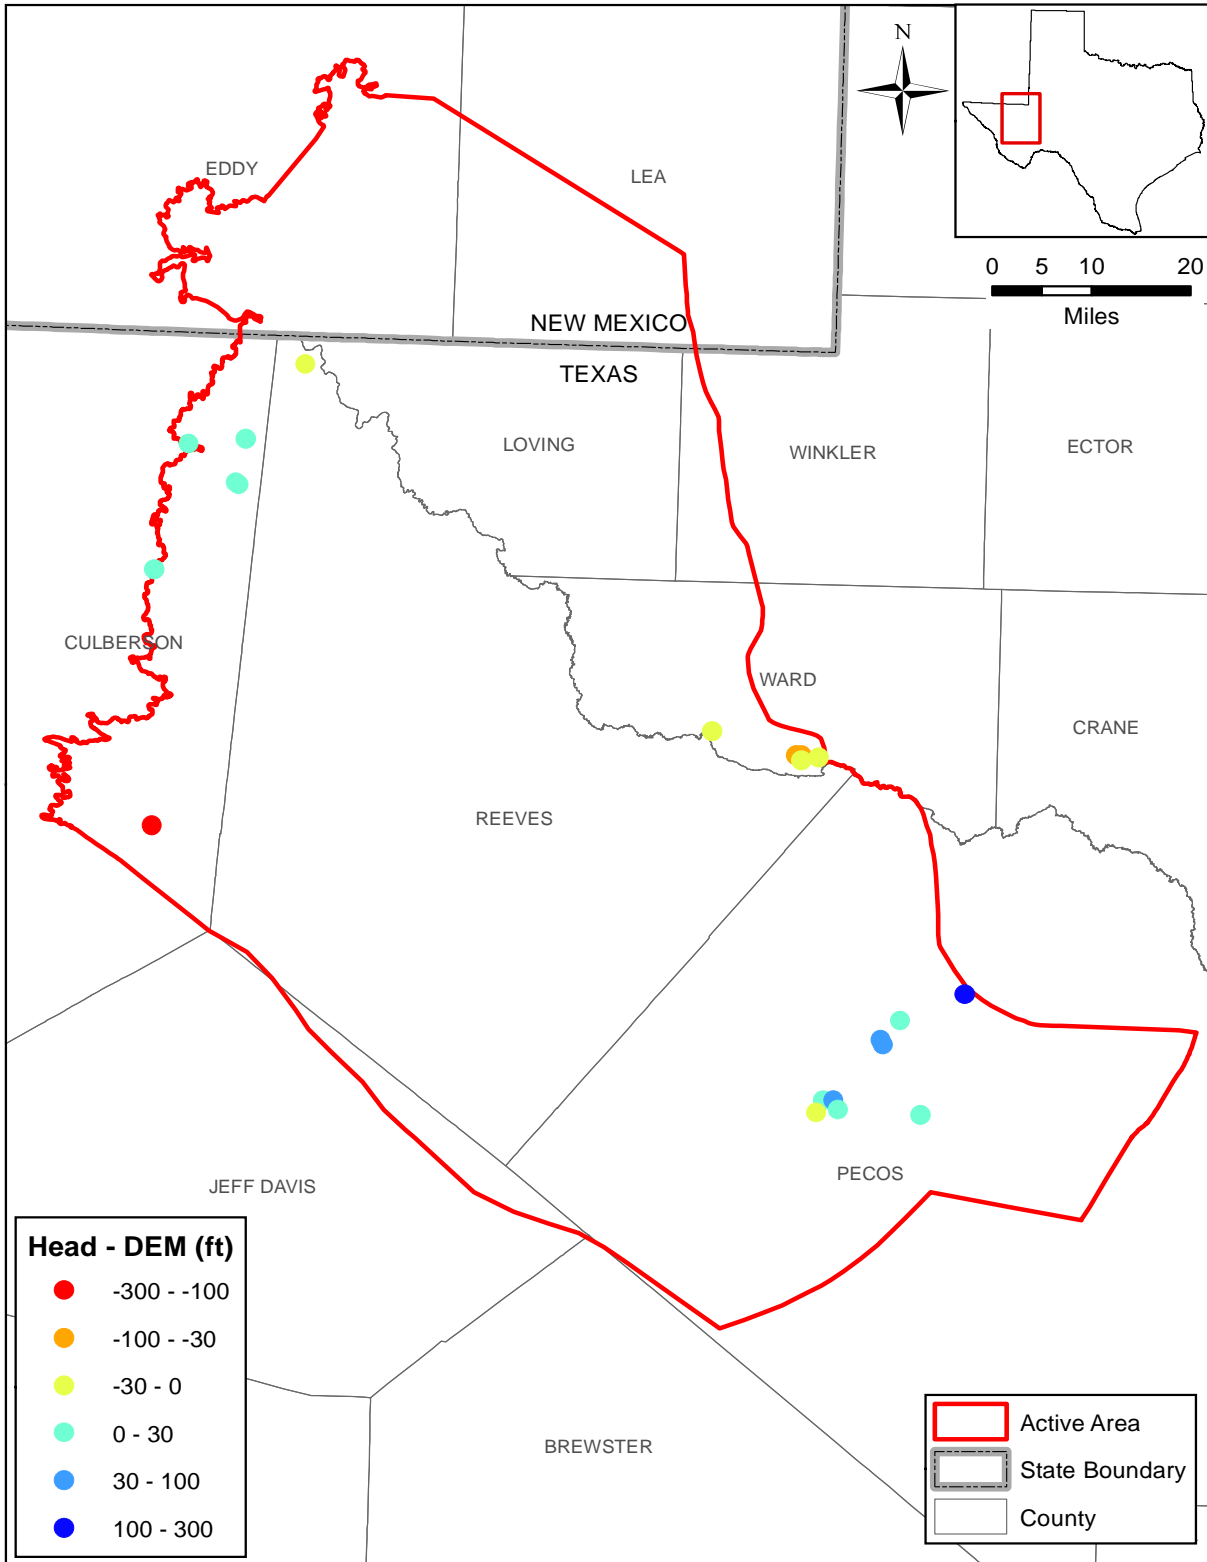 N
EDDY
LEA
0 5 10 20
Miles
NEW MEXICO
TEXAS
LOVING
WINKLER
ECTOR
CULBERSON
WARD
CRANE
REEVES
PECOS
JEFF DAVIS
BREWSTER
Head - DEM (ft)
-300 - -100
-100 - -30
-30 - 0
0 - 30
30 - 100
100 - 300
Active Area
State Boundary
County